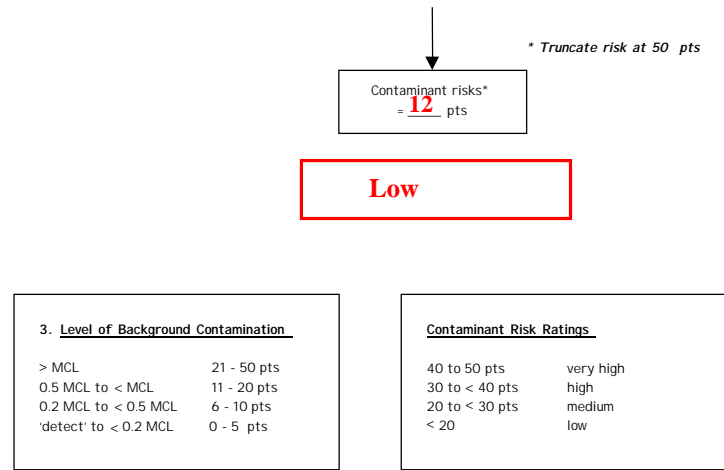 * Truncate risk at 50 pts
Contaminant risks*
= 12 pts
Low
3. Level of Background Contamination
> MCL 21 - 50 pts
0.5 MCL to < MCL 11 - 20 pts
0.2 MCL to < 0.5 MCL 6 - 10 pts
'detect' to < 0.2 MCL 0 - 5 pts
Contaminant Risk Ratings
40 to 50 pts very high
30 to < 40 pts high
20 to < 30 pts medium
< 20 low